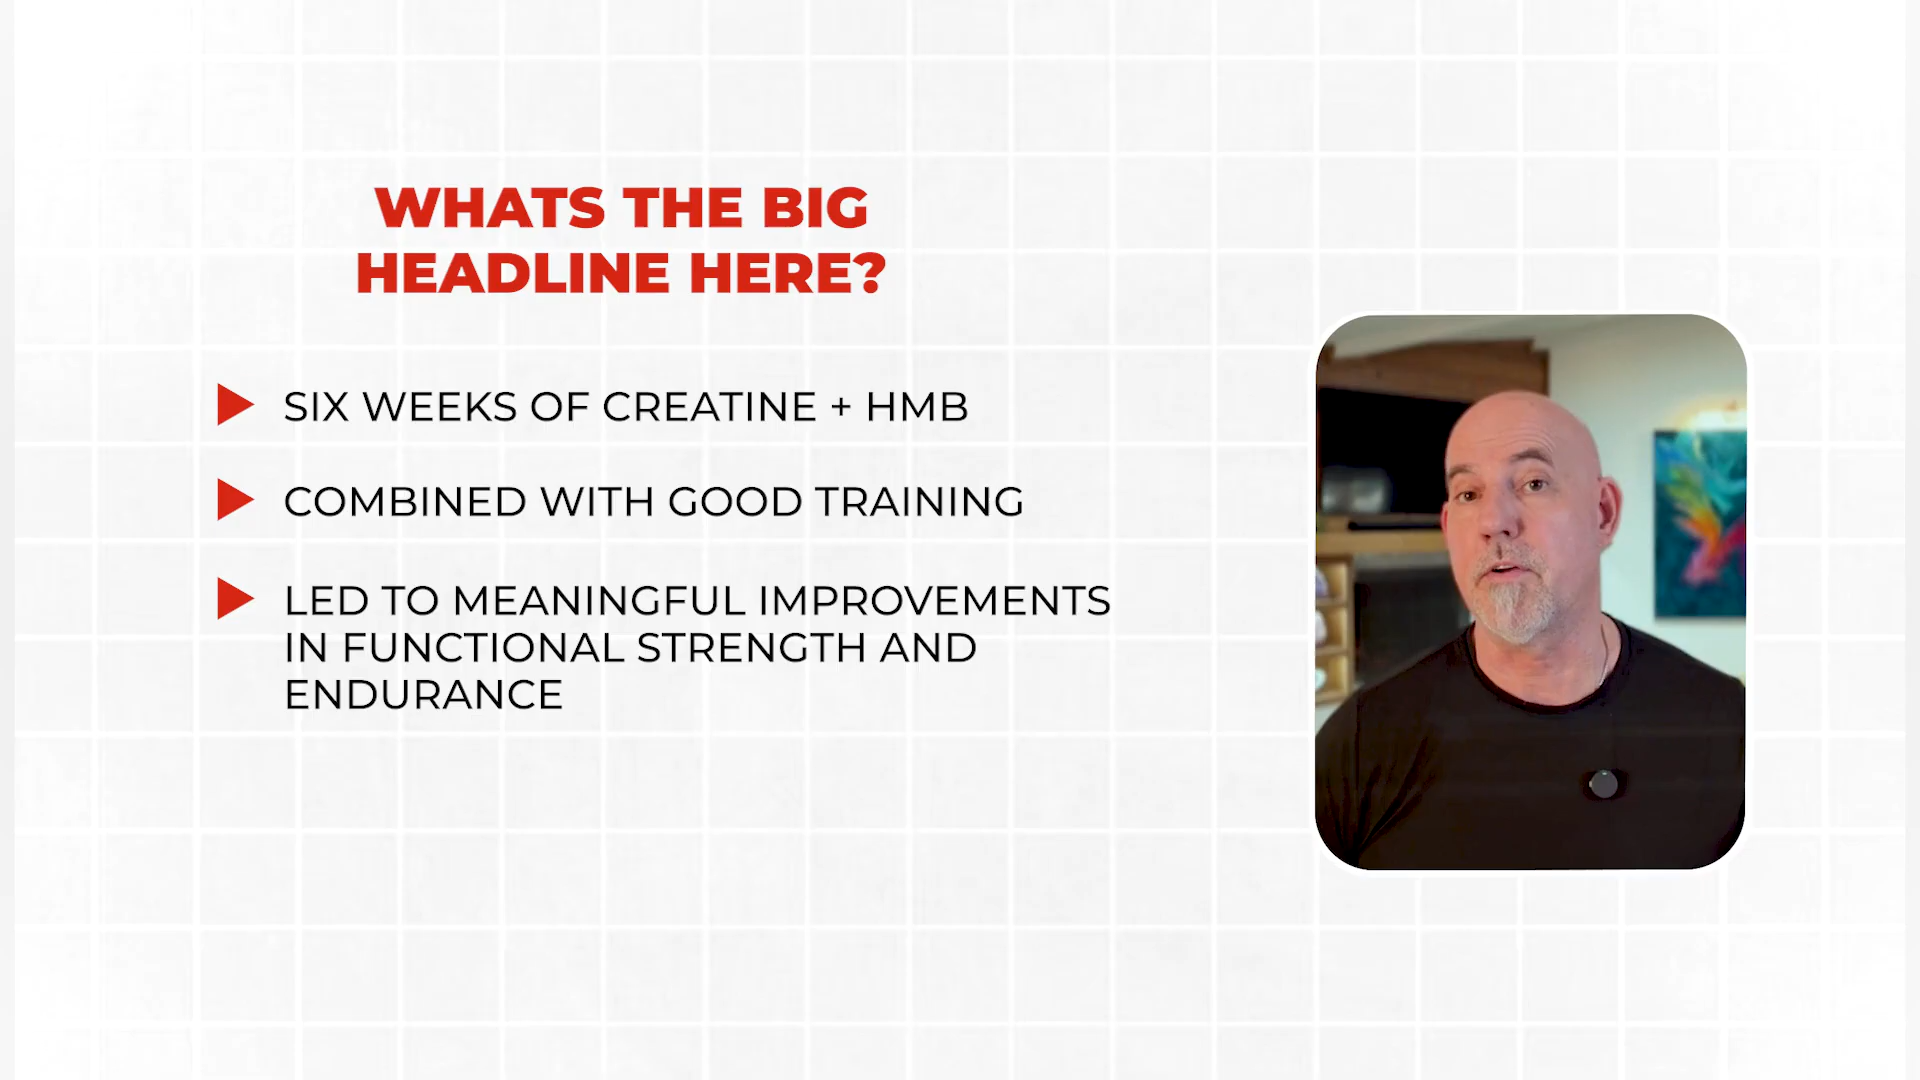 WHATS THE BIG
HEADLINE HERE?
SIX WEEKS OF CREATINE + HMB
COMBINED WITH GOOD TRAINING
LED TO MEANINGFUL IMPROVEMENTS
IN FUNCTIONAL STRENGTH AND
ENDURANCE